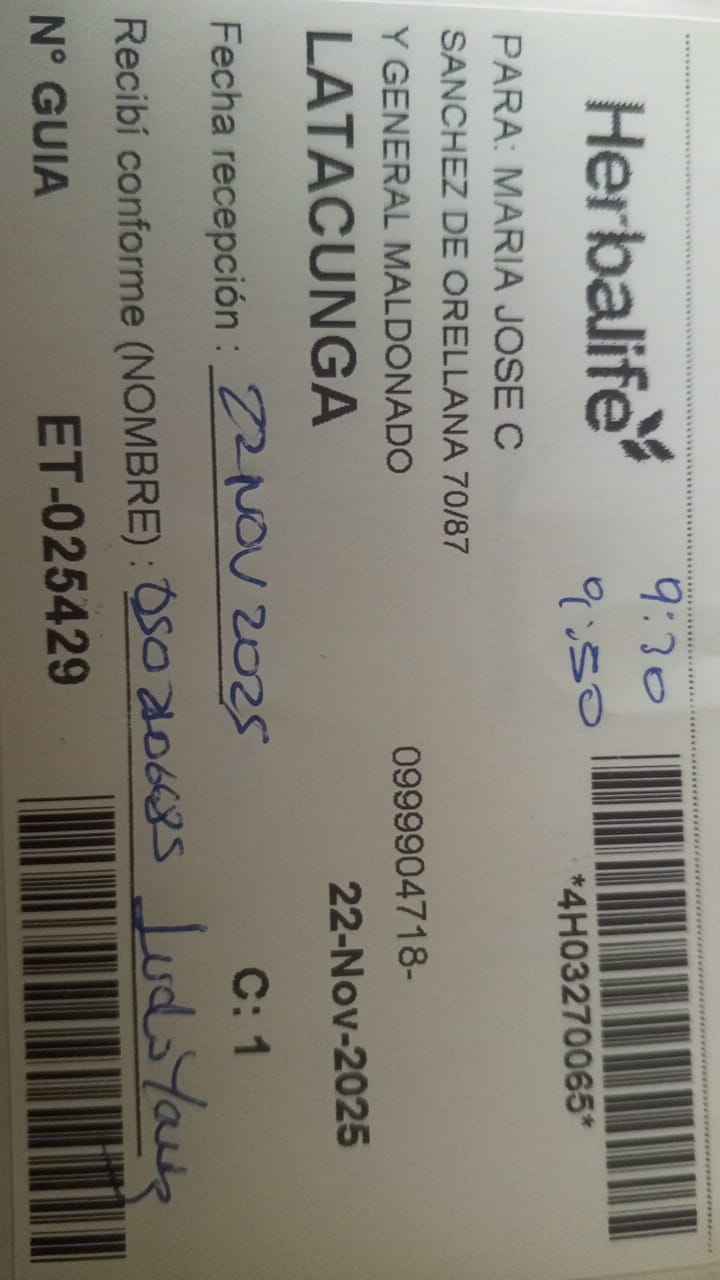 Herbalife
9:30
9:50
*4H03270065*
PARA: MARIA JOSE C
SANCHEZ DE ORELLANA 70/87
Y GENERAL MALDONADO
0999904718-
LATACUNGA
22-Nov-2025
Fecha recepción : 22 NOV 2025
C: 1
Recibí conforme (NOMBRE) :
N° GUIA
ET-025429